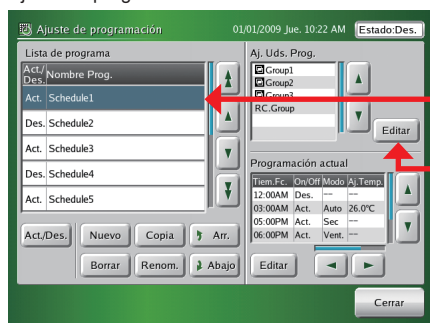 Ajuste de programación 01/01/2009 Jue. 10:22 AM Estado:Des.
Lista de programa
Act./Des. Nombre Prog.
Act. Schedule1
Des. Schedule2
Act. Schedule3
Des. Schedule4
Act. Schedule5
Act./Des. Nuevo Copia Arr.
Borrar Renom. Abajo
Aj. Uds. Prog.
Group1
Group2
Group3
RC.Group
Editar
Programación actual
Tiem.Fc. On/Off Modo Aj.Temp.
12:00AM Des. -- --
03:00AM Act. Auto 26.0°C
05:00PM Act. Sec --
06:00PM Act. Vent. --
Editar
Cerrar